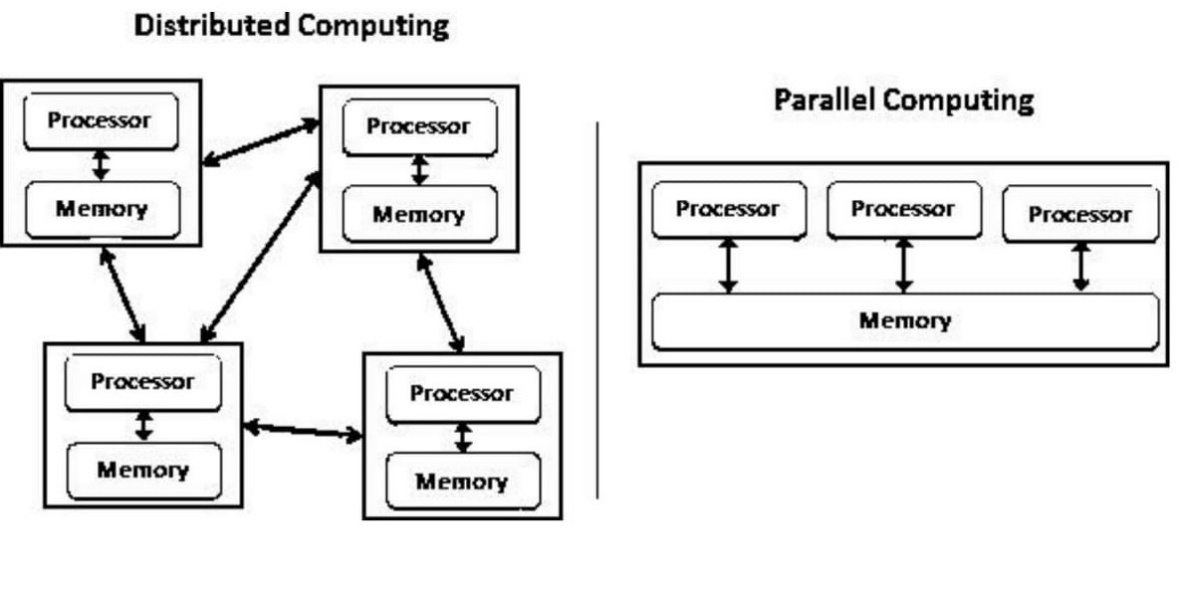 Distributed Computing
Processor
Memory
Processor
Memory
Processor
Memory
Processor
Memory
Parallel Computing
Processor
Processor
Processor
Memory